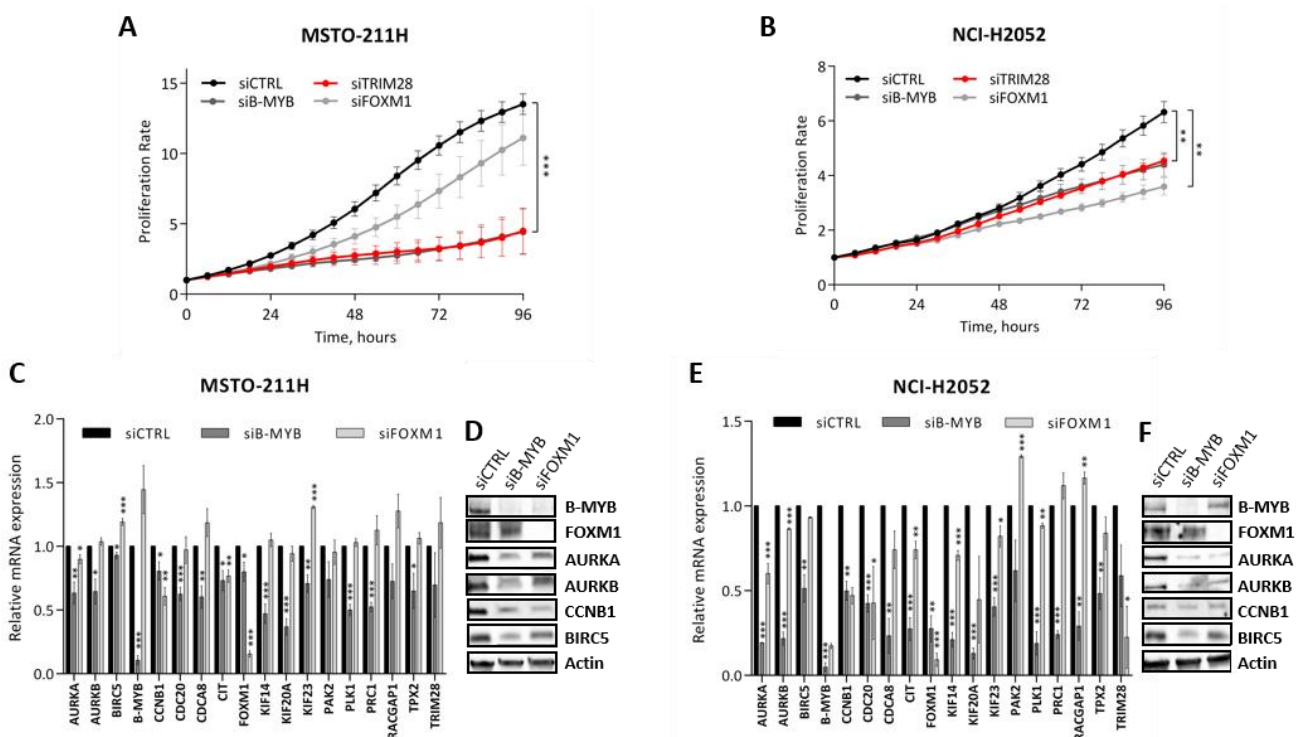 A
MSTO-211H
siCTRL
siTRIM28
siB-MYB
siFOXM1
Proliferation Rate
15
10
5
0
0
24
48
72
96
Time, hours
***
B
NCI-H2052
siCTRL
siTRIM28
siB-MYB
siFOXM1
Proliferation Rate
8
6
4
2
0
0
24
48
72
96
Time, hours
**
**
C
MSTO-211H
siCTRL
siB-MYB
siFOXM1
Relative mRNA expression
2.0
1.5
1.0
0.5
0.0
AURKA
AURKB
BIRC5
B-MYB
CCNB1
CDC20
CDCA8
CIT
FOXM1
KIF14
KIF20A
KIF23
PAK2
PLK1
PRC1
RACGAP1
TPX2
TRIM28
D
siCTRL
siB-MYB
siFOXM1
B-MYB
FOXM1
AURKA
AURKB
CCNB1
BIRC5
Actin
E
NCI-H2052
siCTRL
siB-MYB
siFOXM1
Relative mRNA expression
1.5
1.0
0.5
0.0
AURKA
AURKB
BIRC5
B-MYB
CCNB1
CDC20
CDCA8
CIT
FOXM1
KIF14
KIF20A
KIF23
PAK2
PLK1
PRC1
RACGAP1
TPX2
TRIM28
F
siCTRL
siB-MYB
siFOXM1
B-MYB
FOXM1
AURKA
AURKB
CCNB1
BIRC5
Actin